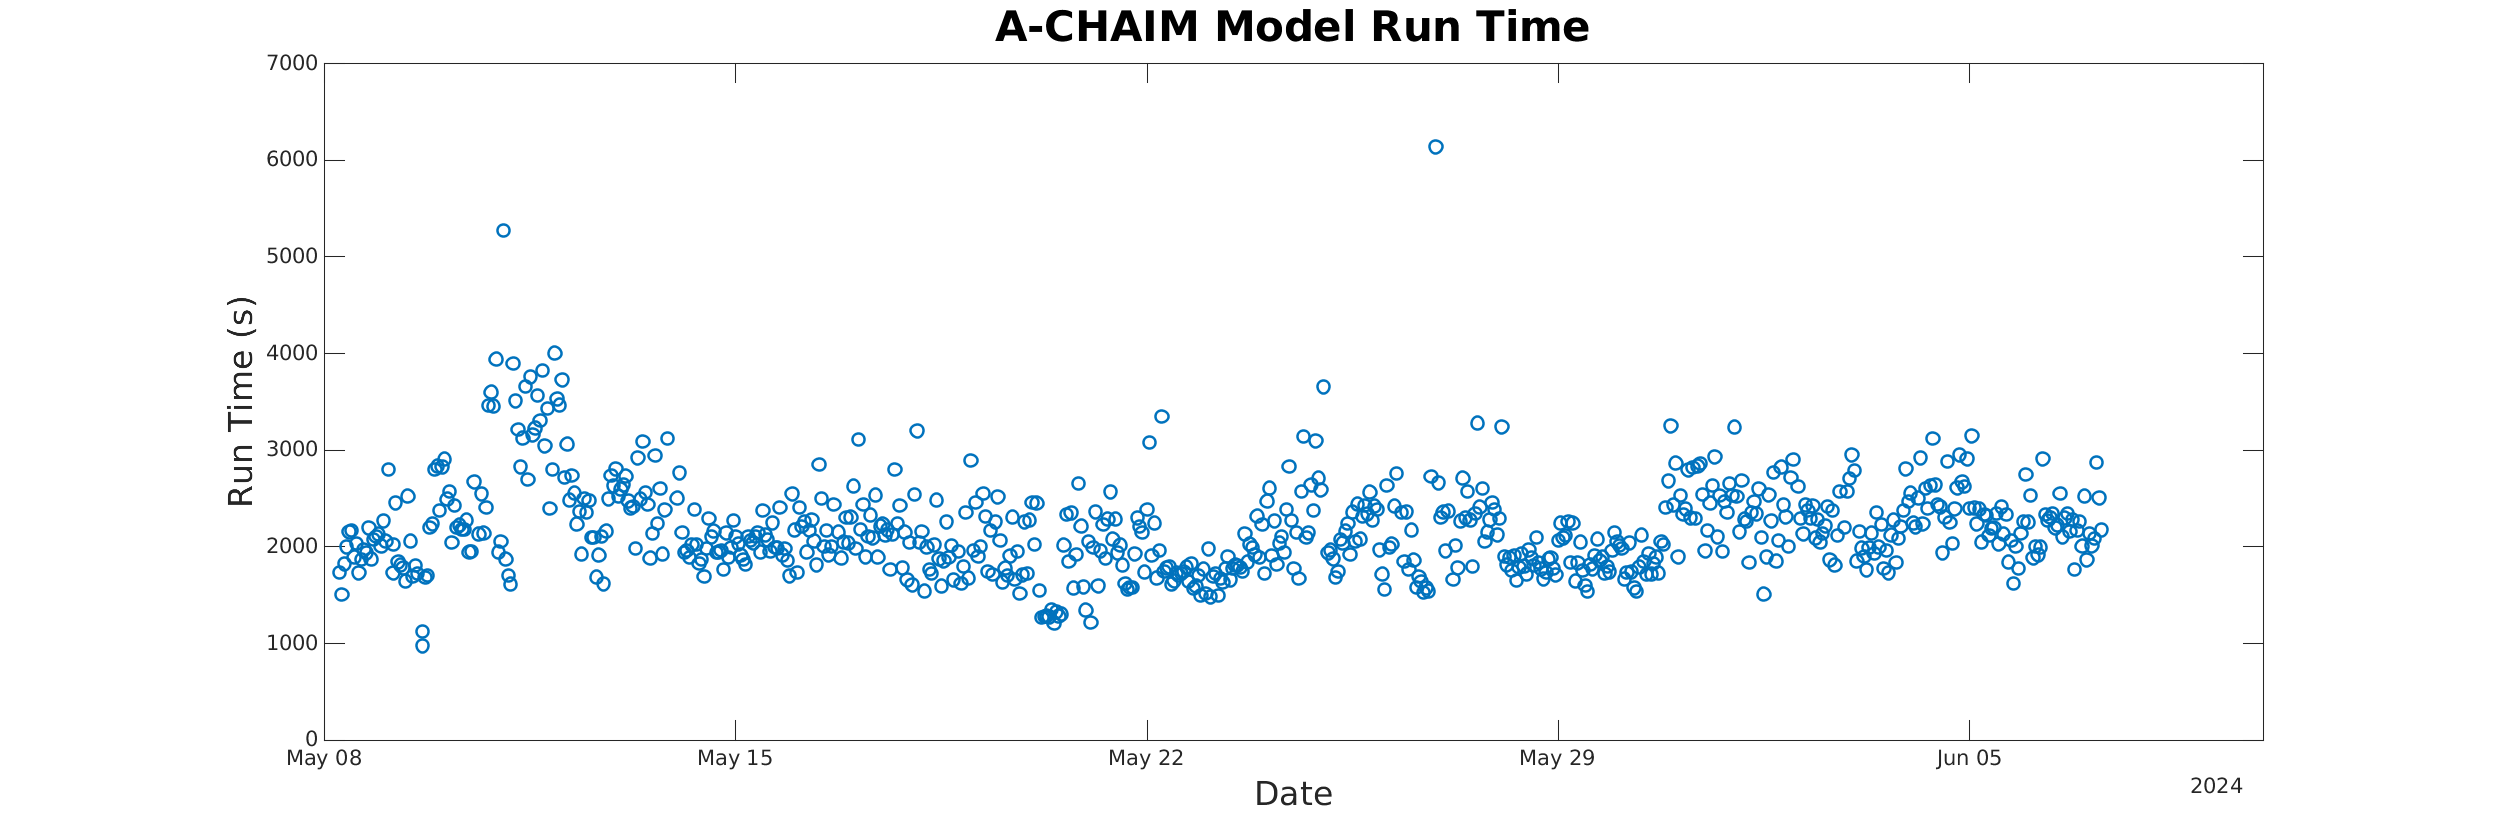 A-CHAIM Model Run Time
7000
6000
5000
4000
3000
2000
1000
0
Run Time (s)
May 08
May 15
May 22
May 29
Jun 05
Date
2024